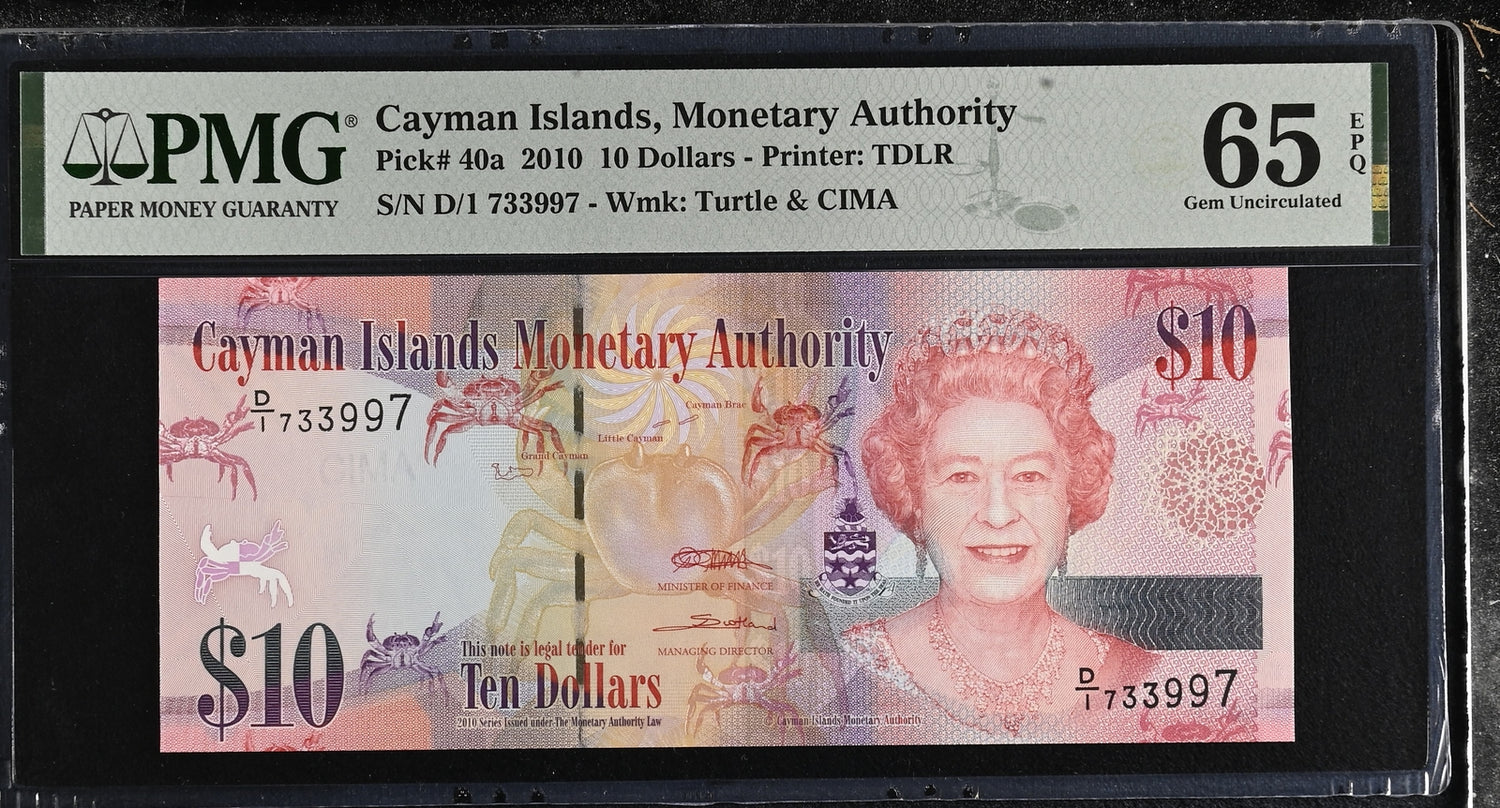 PMG®
PAPER MONEY GUARANTY
Cayman Islands, Monetary Authority
Pick# 40a 2010 10 Dollars - Printer: TDLR
S/N D/1 733997 - Wmk: Turtle & CIMA
65
EPQ
Gem Uncirculated
Cayman Islands Monetary Authority
$10
D/1 733997
Cayman Brac
Little Cayman
Grand Cayman
CIMA
$10
MINISTER OF FINANCE
Scotland
MANAGING DIRECTOR
$10
This note is legal tender for
Ten Dollars
2010 Series Issued under The Monetary Authority Law
© Cayman Islands Monetary Authority
D/1 733997